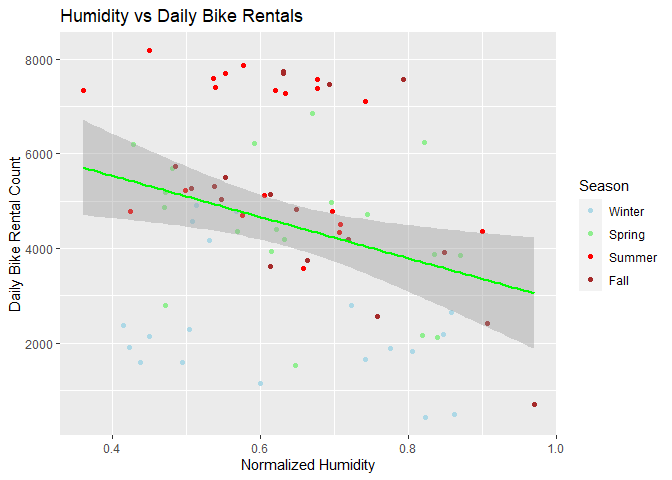 Humidity vs Daily Bike Rentals
Daily Bike Rental Count
8000
6000
4000
2000
0.4
0.6
0.8
1.0
Normalized Humidity
Season
Winter
Spring
Summer
Fall